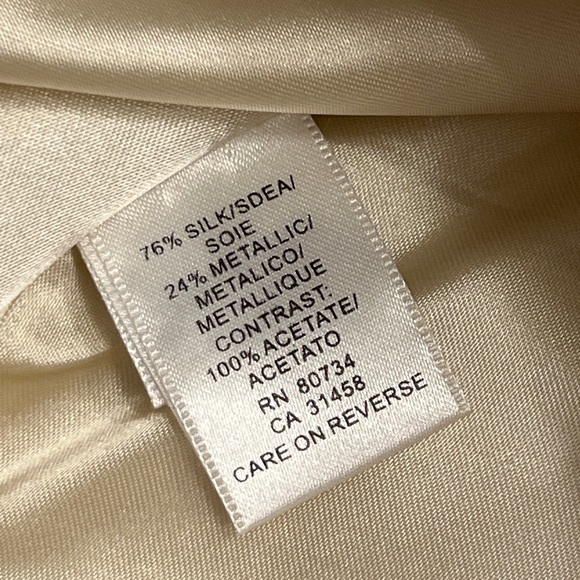 76% SILK/SDEA/
SOIE
24% METALLIC/
METALICO/
METALLIQUE
CONTRAST:
100% ACETATE/
ACETATO
RN 80734
CA 31458
CARE ON REVERSE